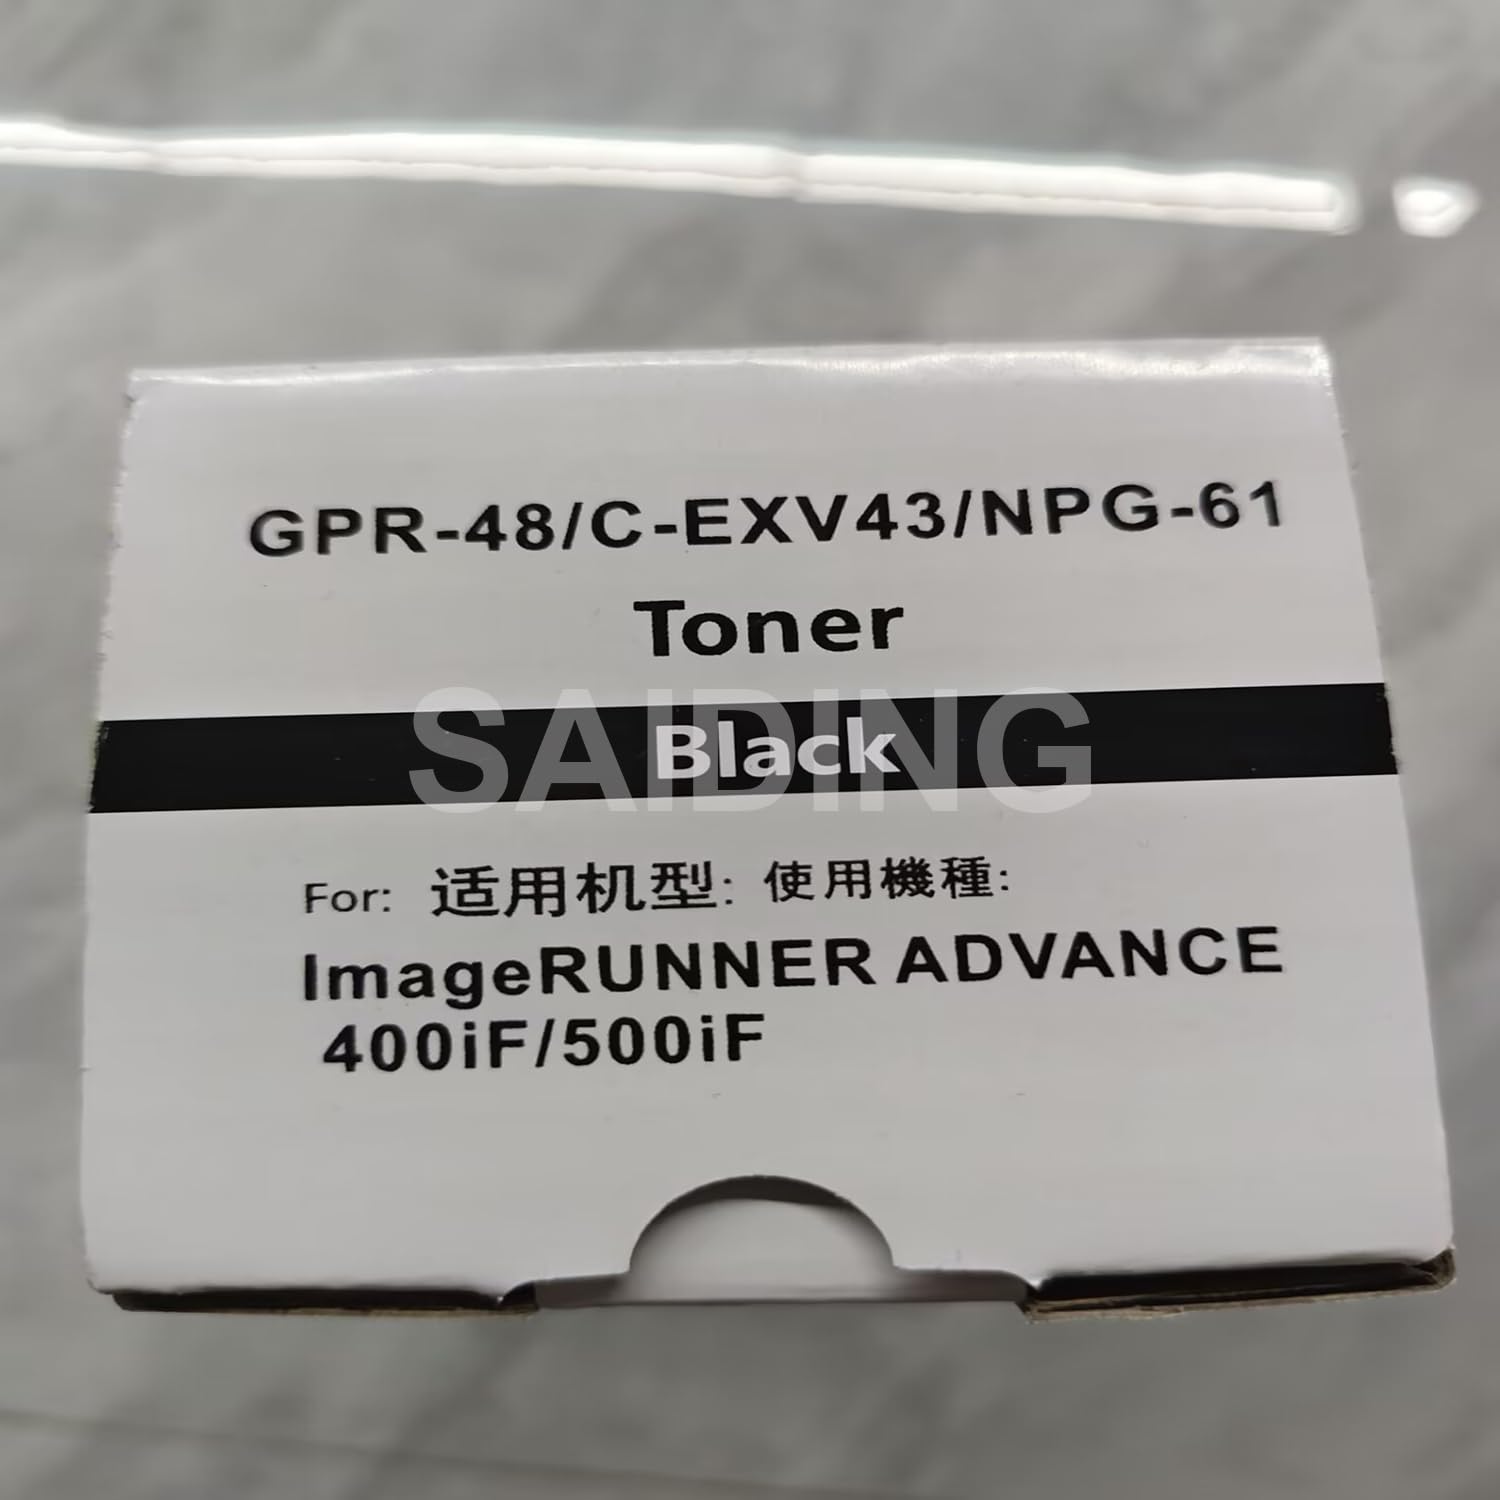 GPR-48/C-EXV43/NPG-61
Toner
SAIDING
Black
For: 适用机型: 使用機種:
ImageRUNNER ADVANCE
400iF/500iF